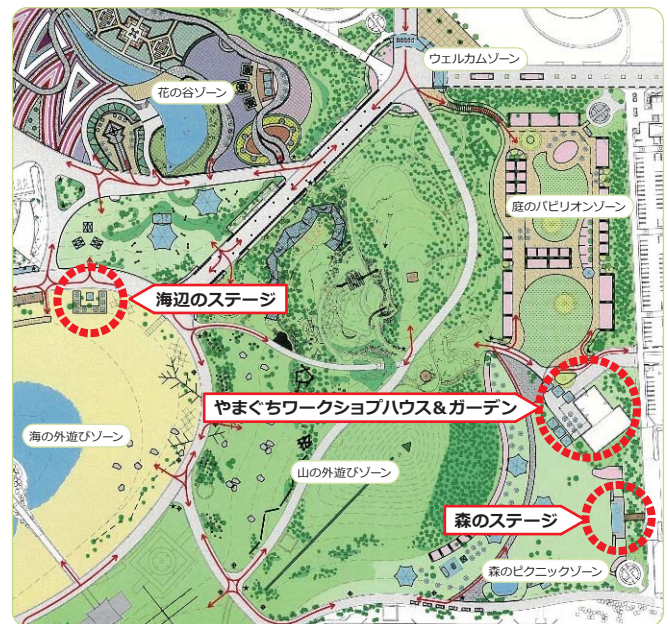 ウェルカムゾーン
花の谷ゾーン
庭のパビリオンゾーン
海辺のステージ
やまぐちワークショプハウス&ガーデン
海の外遊びゾーン
山の外遊びゾーン
森のステージ
森のピクニックゾーン